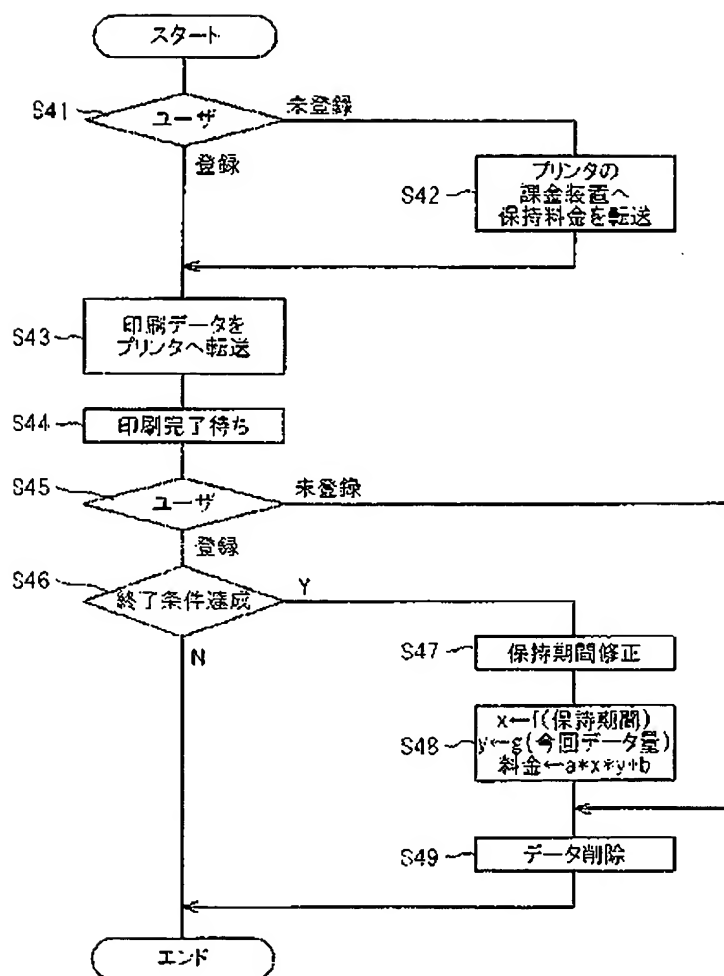 スタート
S41
ユーザ
未登録
登録
S42
プリンタの
課金装置へ
保持料金を転送
S43
印刷データを
プリンタへ転送
S44
印刷完了待ち
S45
ユーザ
未登録
登録
S46
終了条件達成
Y
N
S47
保持期間修正
S48
x←f(保持期間)
y←g(今回データ量)
料金←a*x*y+b
S49
データ削除
エンド